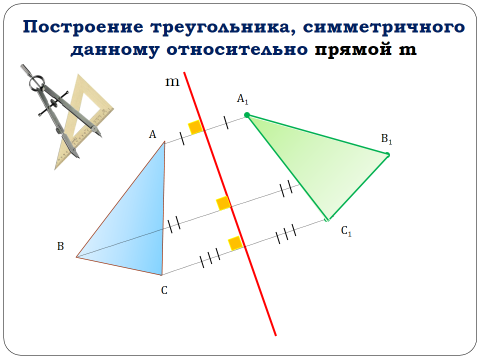 Построение треугольника, симметричного
данному относительно прямой m
m
A₁
A
B₁
B
C₁
C